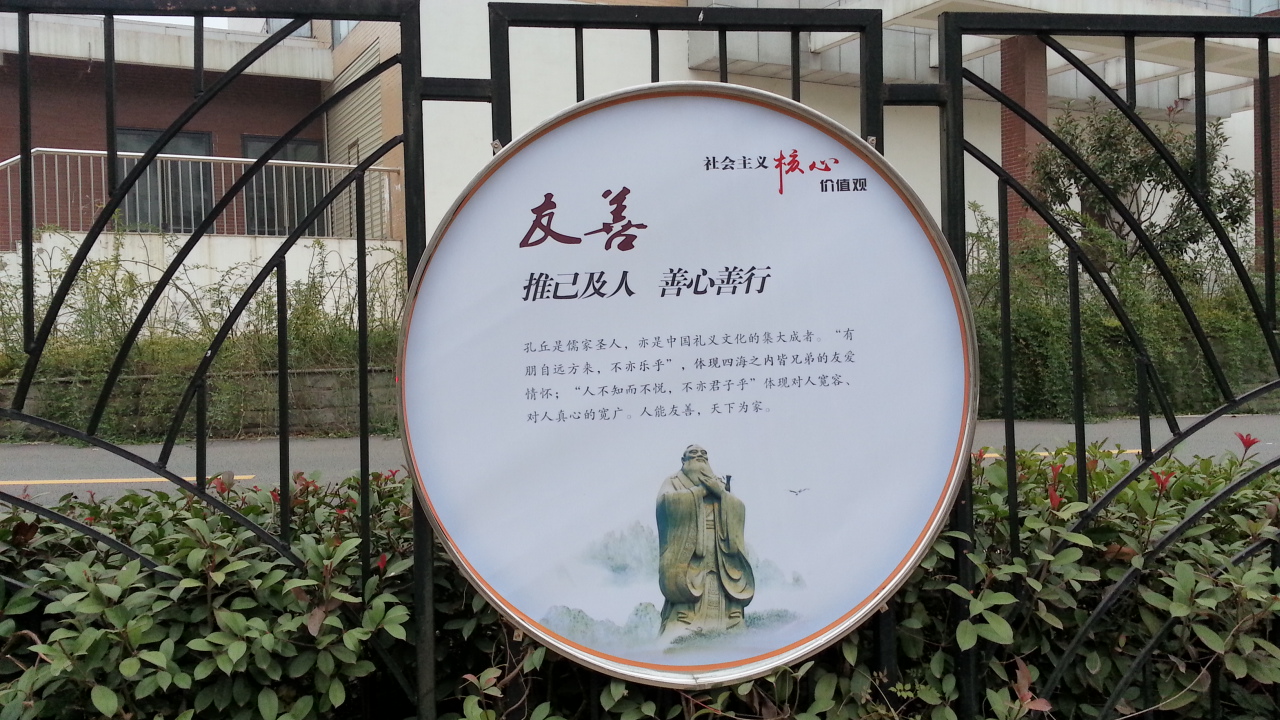 社会主义核心
价值观
友善
推己及人 善心善行
孔丘是儒家圣人，亦是中国礼义文化的集大成者。“有
朋自远方来，不亦乐乎”，体现四海之内皆兄弟的友爱
情怀；“人不知而不悦，不亦君子乎”体现对人宽容、
对人真心的宽广。人能友善，天下为家。